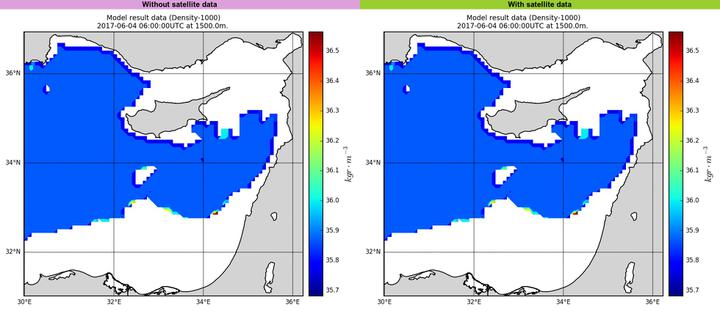 Without satellite data
With satellite data
Model result data (Density-1000)
2017-06-04 06:00:00UTC at 1500.0m.
36°N
34°N
32°N
30°E
32°E
34°E
36°E
36.5
36.4
36.3
36.2
36.1
36.0
35.9
35.8
35.7
kgr · m⁻³
Model result data (Density-1000)
2017-06-04 06:00:00UTC at 1500.0m.
36°N
34°N
32°N
30°E
32°E
34°E
36°E
36.5
36.4
36.3
36.2
36.1
36.0
35.9
35.8
35.7
kgr · m⁻³